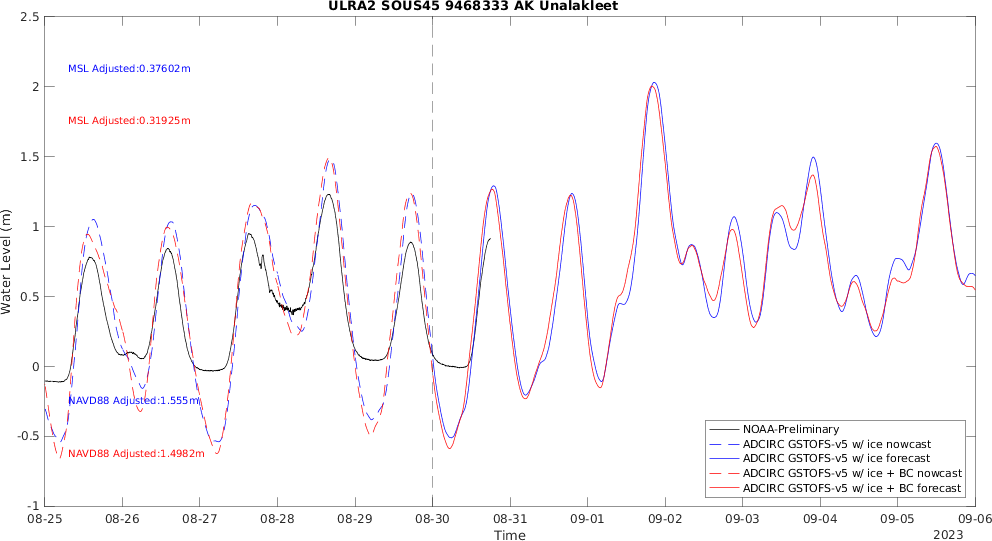 ULRA2 SOUS45 9468333 AK Unalakleet
2.5
2
1.5
1
0.5
0
-0.5
-1
Water Level (m)
MSL Adjusted:0.37602m
MSL Adjusted:0.31925m
NAVD88 Adjusted:1.555m
NAVD88 Adjusted:1.4982m
NOAA-Preliminary
ADCIRC GSTOFS-v5 w/ ice nowcast
ADCIRC GSTOFS-v5 w/ ice forecast
ADCIRC GSTOFS-v5 w/ ice + BC nowcast
ADCIRC GSTOFS-v5 w/ ice + BC forecast
08-25 08-26 08-27 08-28 08-29 08-30 08-31 09-01 09-02 09-03 09-04 09-05 09-06
Time
2023